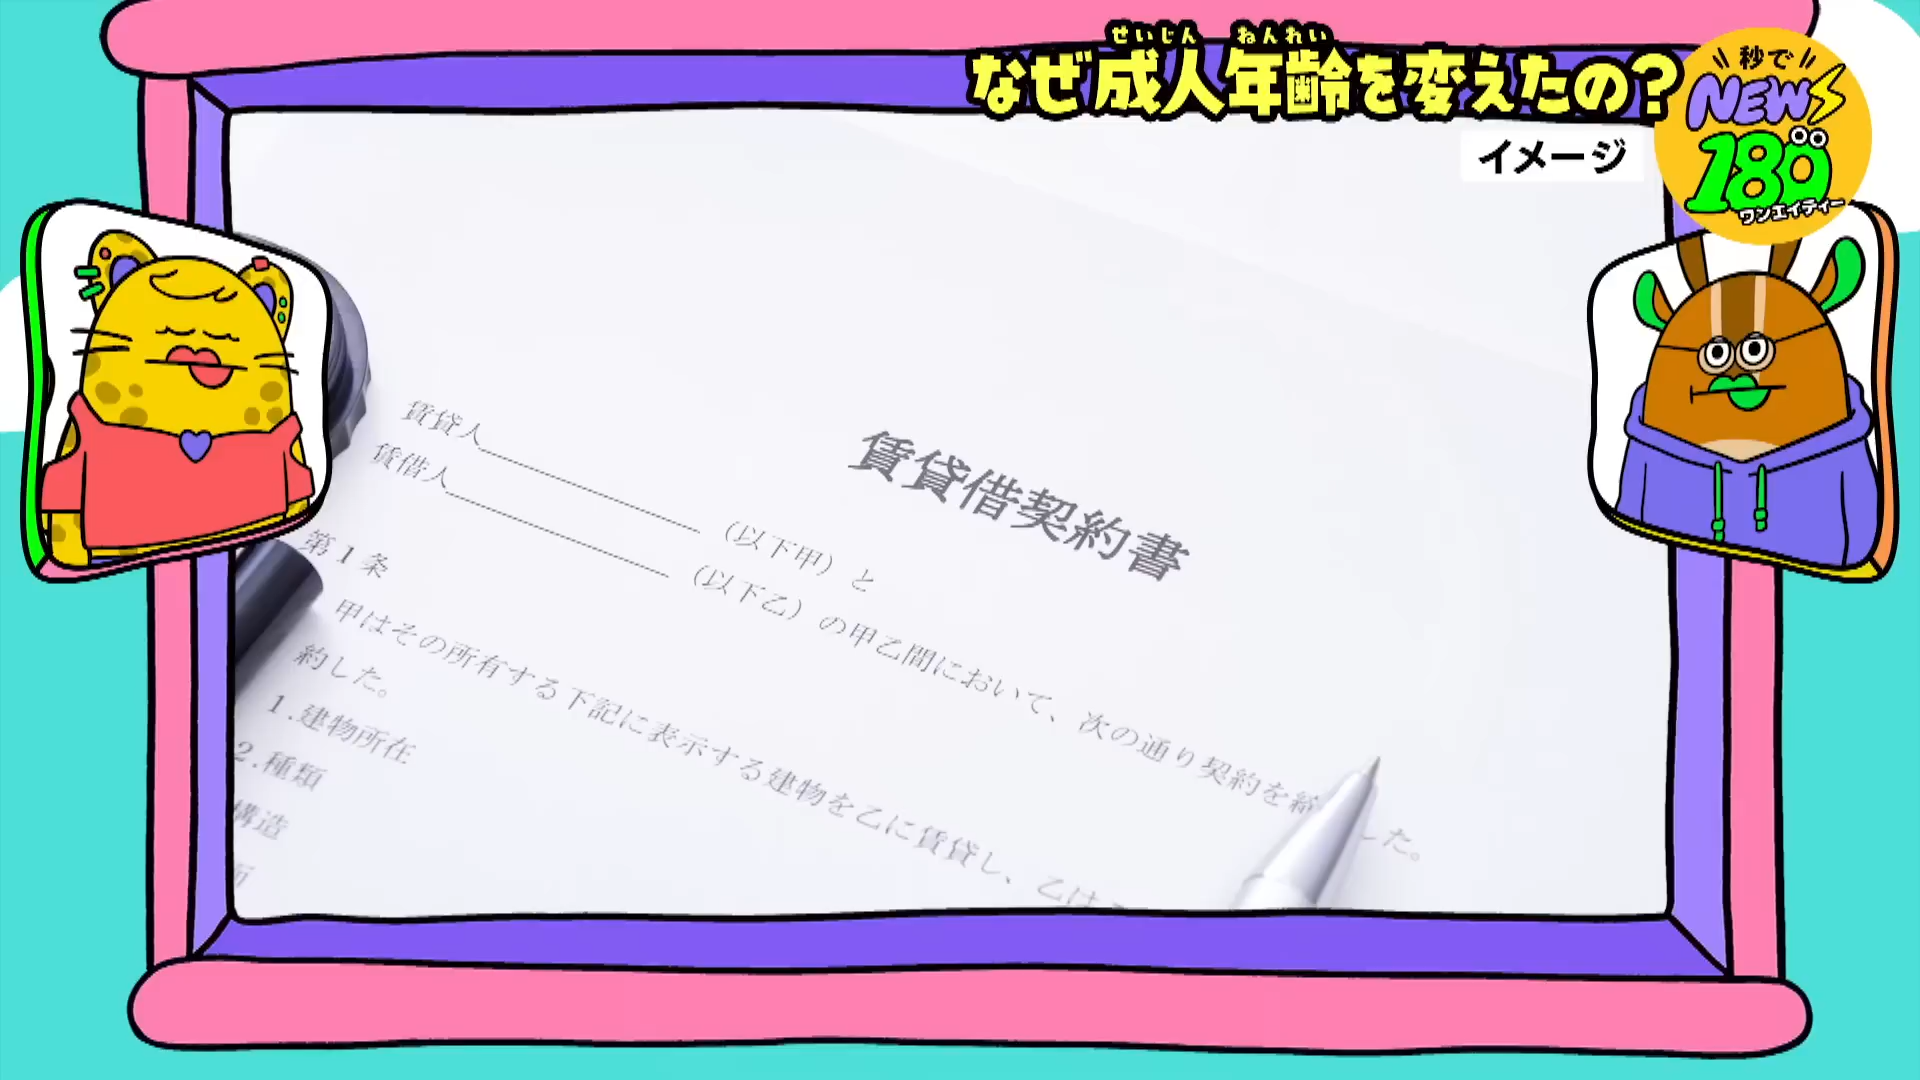 せいじん ねんれい
なぜ成人年齢を変えたの?
秒で
NEWS
180
ワンエイティー
イメージ
賃貸借契約書
賃貸人 (以下甲)と
賃借人 (以下乙)の甲乙間において、次の通り契約を締 した。
第1条
甲はその所有する下記に表示する建物を乙に賃貸し、乙は
約した。
1.建物所在
2.種類
構造